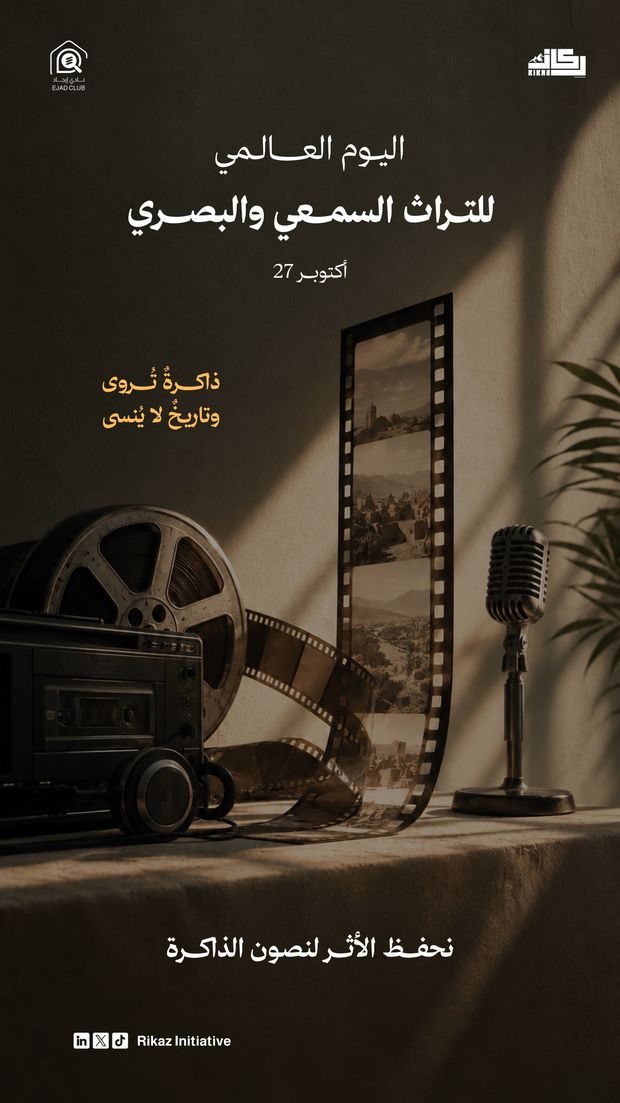 نادي إيجاد
EJAD CLUB
ركاز
RIKAZ
اليوم العالمي
للتراث السمعي والبصري
27 أكتوبر
ذاكرةٌ تُروى
وتاريخٌ لا يُنسى
نحفظ الأثر لنصون الذاكرة
Rikaz Initiative